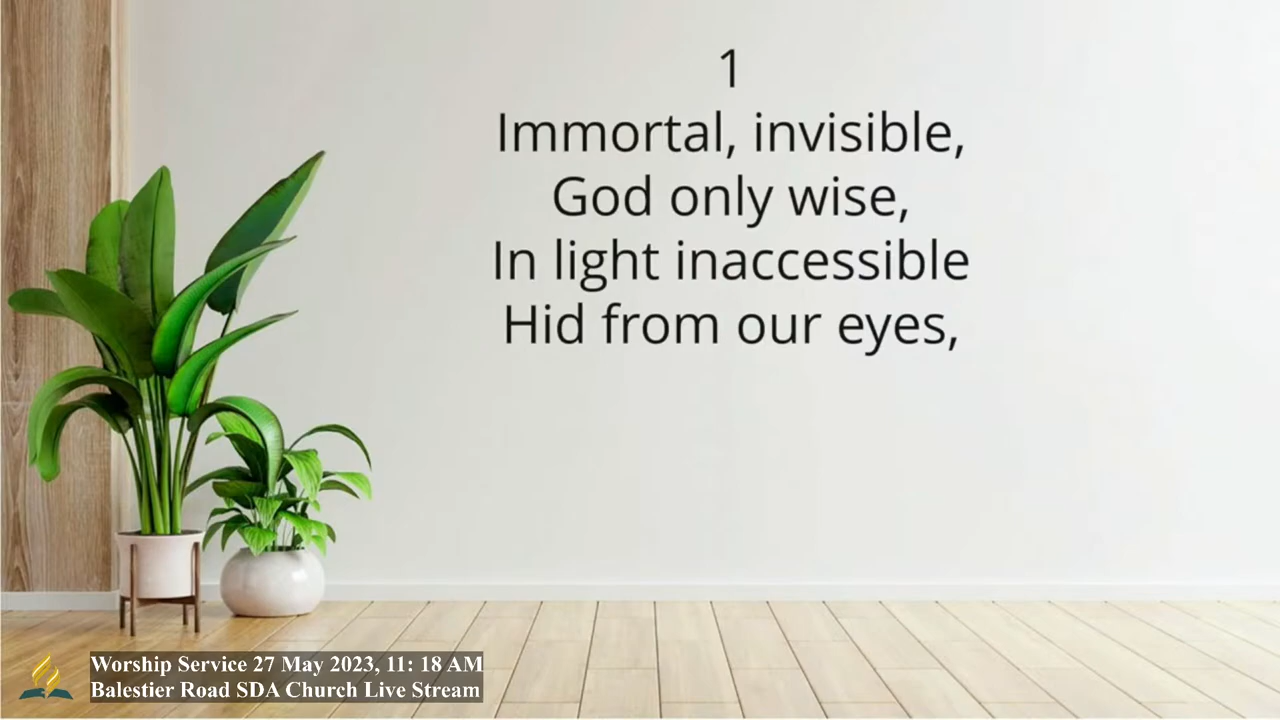 1
Immortal, invisible,
God only wise,
In light inaccessible
Hid from our eyes,
Worship Service 27 May 2023, 11: 18 AM
Balestier Road SDA Church Live Stream